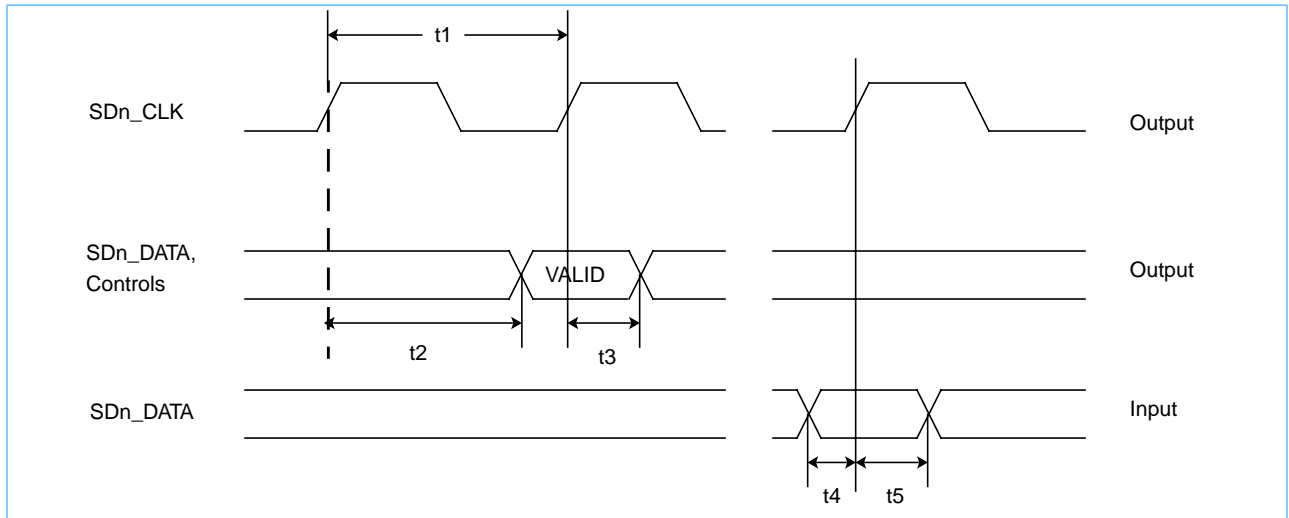 t1
SDn_CLK
Output
SDn_DATA,
Controls
VALID
Output
t2
t3
SDn_DATA
Input
t4
t5